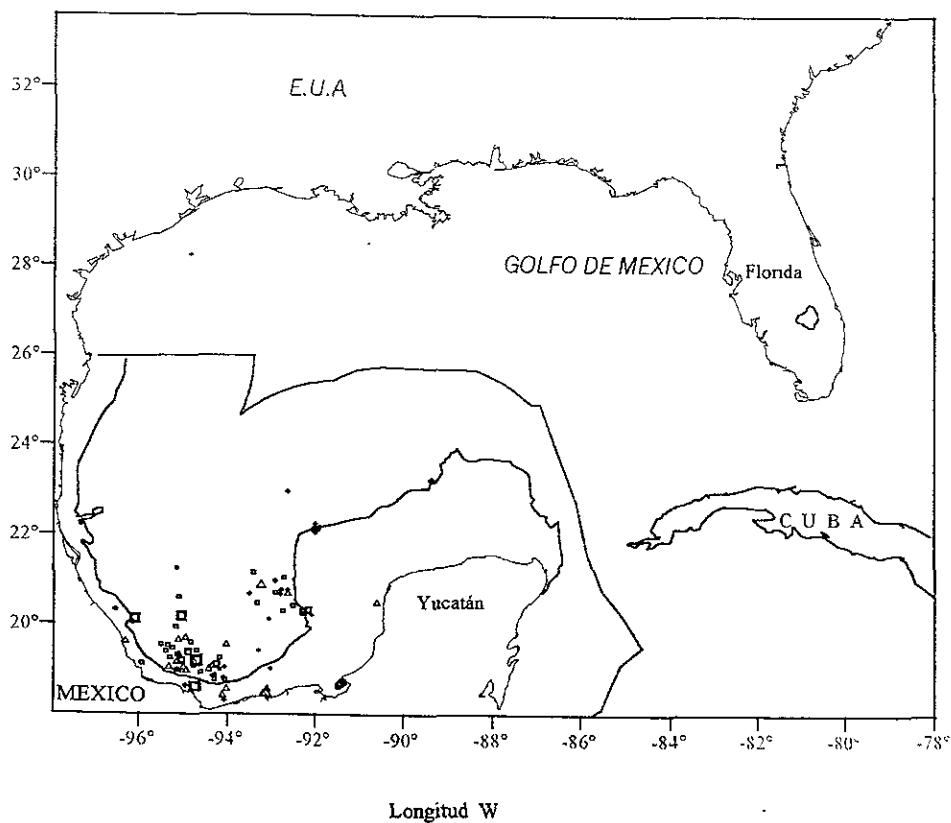 32°
E.U.A
30°
28°
GOLFO DE MEXICO
Florida
26°
24°
22°
CUBA
20°
Yucatán
MEXICO
-96° -94° -92° -90° -88° -86° -84° -82° -80° -78°
Longitud W